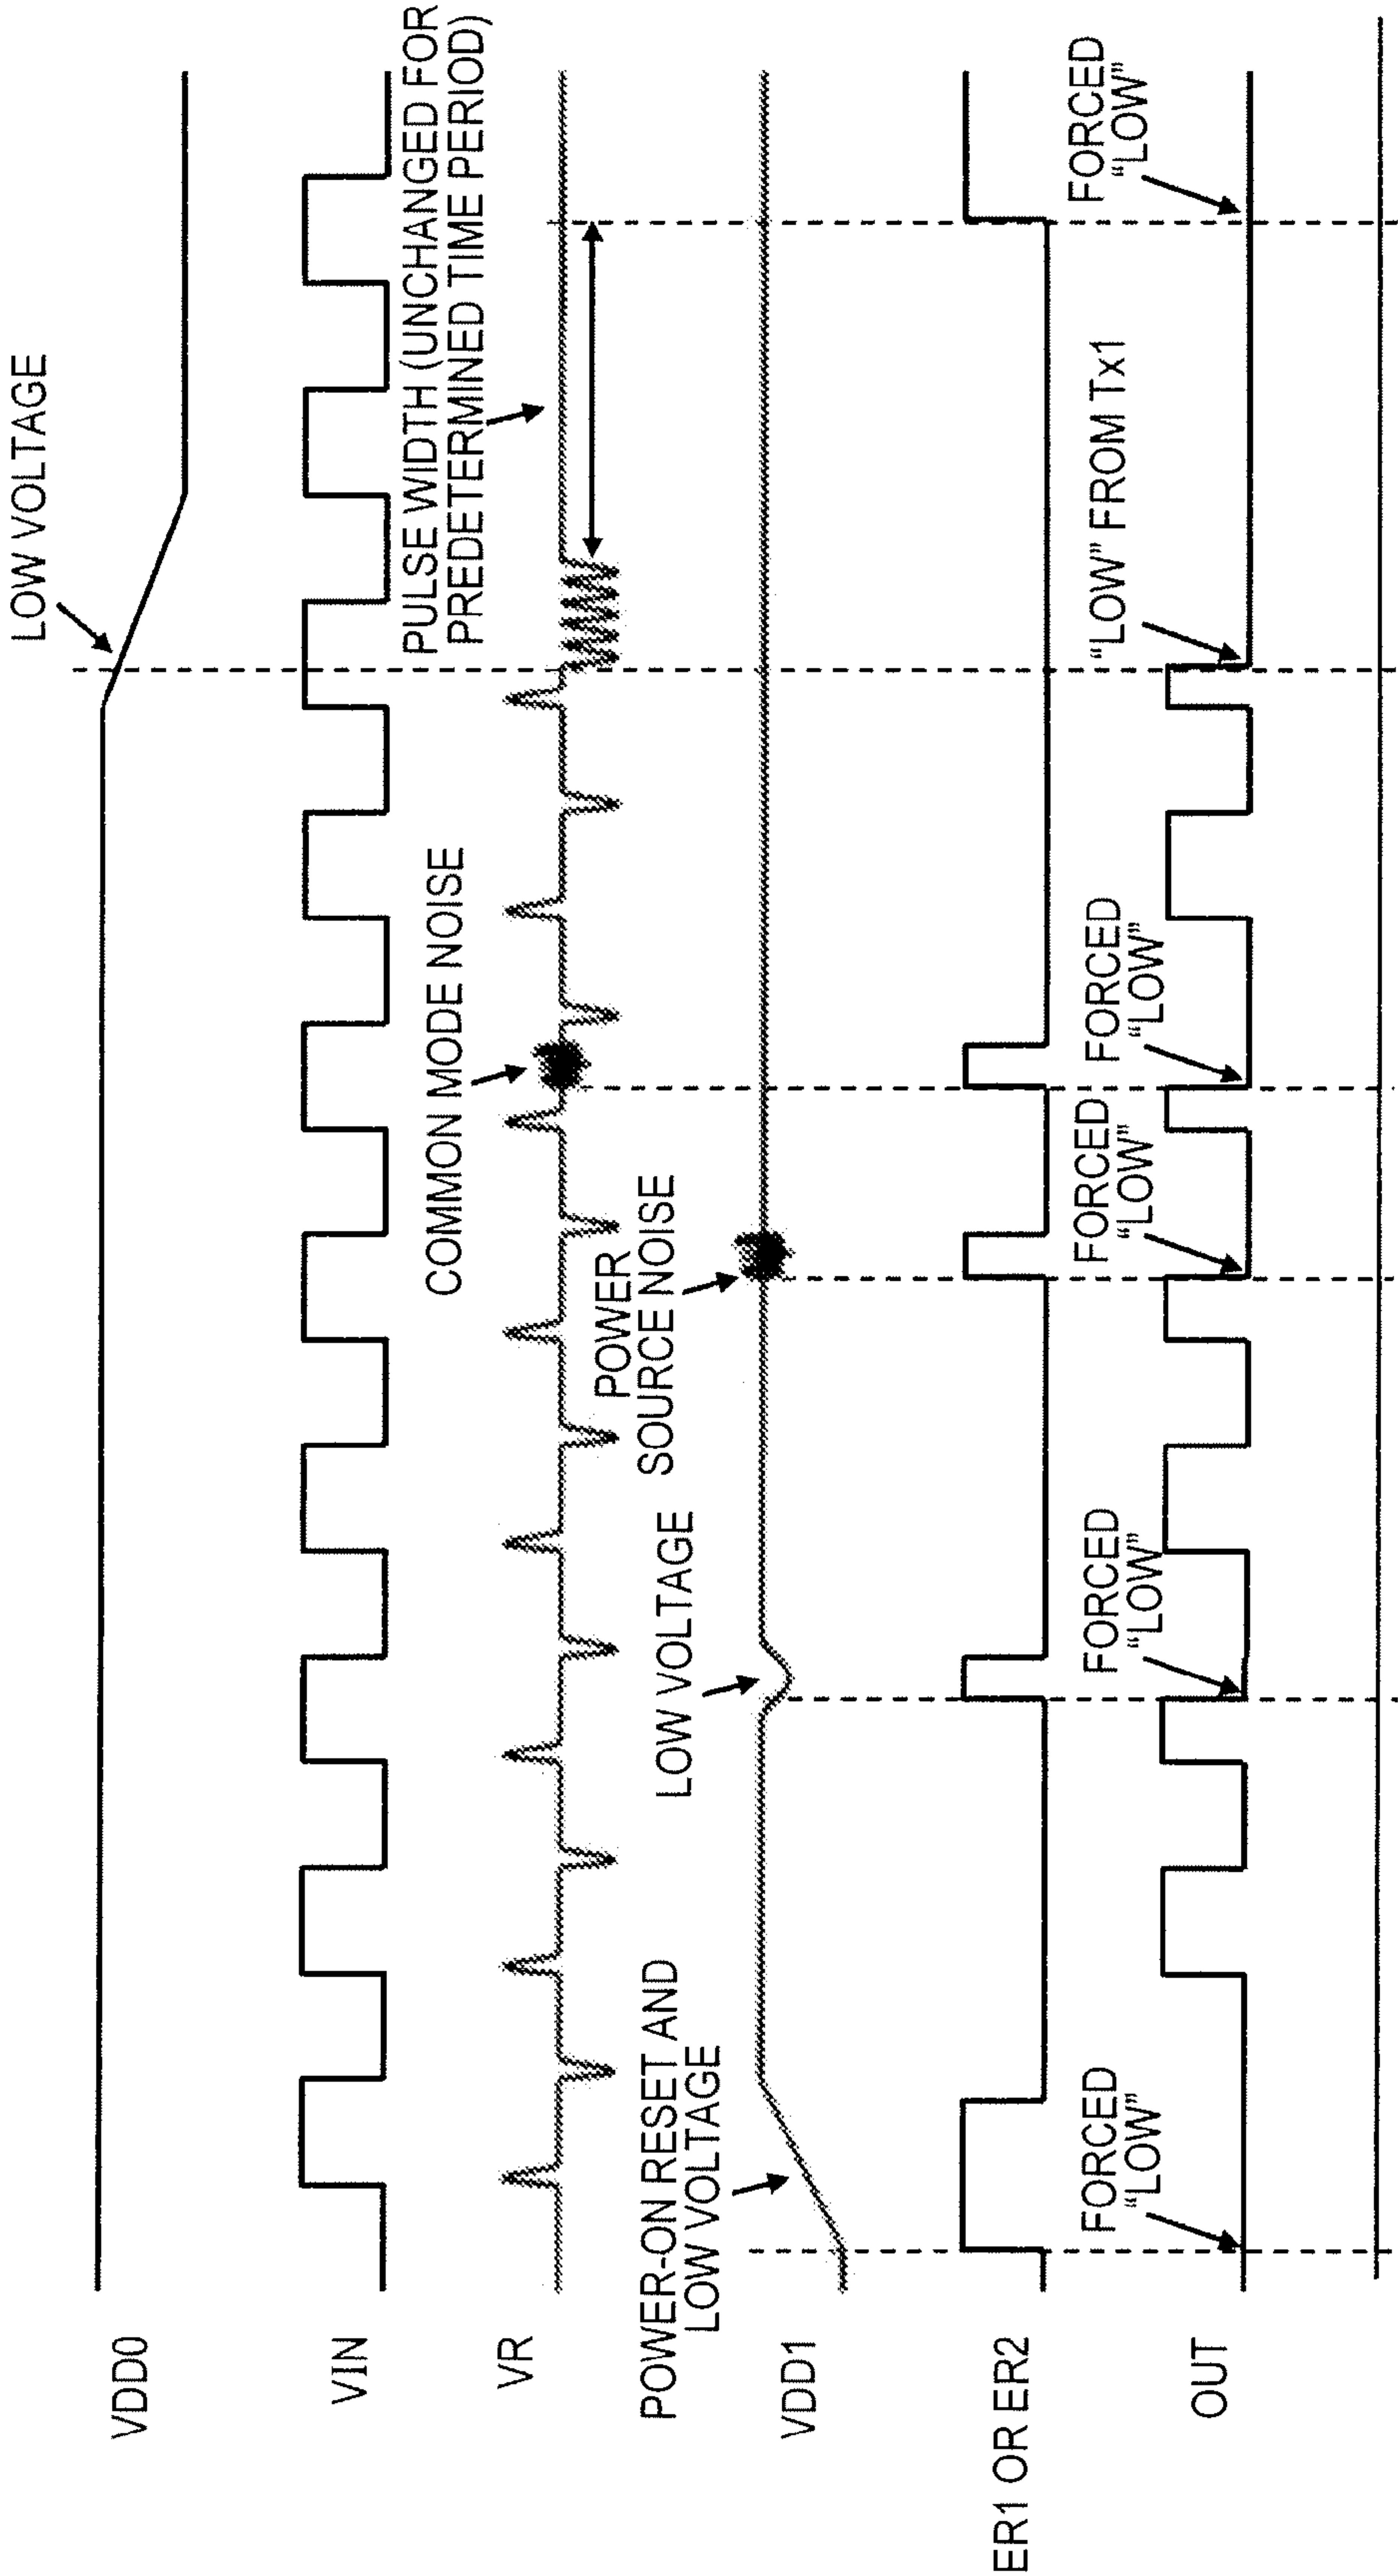 LOW VOLTAGE
VDD0
VIN
PULSE WIDTH (UNCHANGED FOR
PREDETERMINED TIME PERIOD)
COMMON MODE NOISE
VR
POWER
SOURCE NOISE
LOW VOLTAGE
POWER-ON RESET AND
LOW VOLTAGE
VDD1
ER1 OR ER2
FORCED
“LOW”
FORCED
“LOW”
FORCED
“LOW”
FORCED
“LOW”
“LOW” FROM Tx1
FORCED
“LOW”
OUT